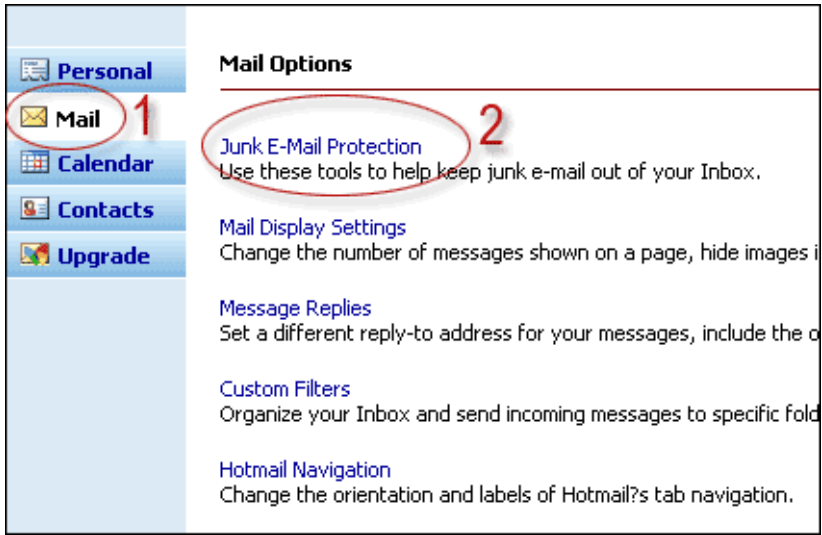 Personal
Mail
1
Calendar
Contacts
Upgrade
Mail Options
2
Junk E-Mail Protection
Use these tools to help keep junk e-mail out of your Inbox.
Mail Display Settings
Change the number of messages shown on a page, hide images i
Message Replies
Set a different reply-to address for your messages, include the o
Custom Filters
Organize your Inbox and send incoming messages to specific fold
Hotmail Navigation
Change the orientation and labels of Hotmail?s tab navigation.